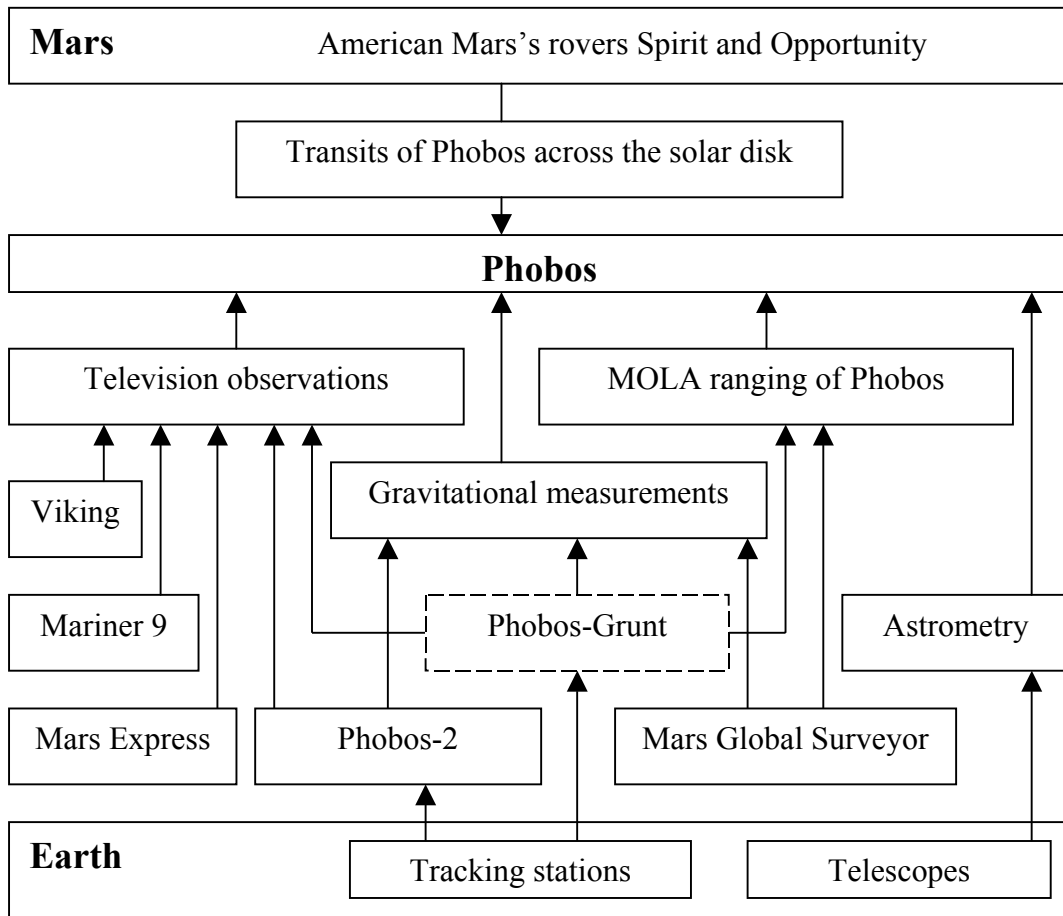 Mars American Mars’s rovers Spirit and Opportunity
Transits of Phobos across the solar disk
Phobos
Television observations
MOLA ranging of Phobos
Gravitational measurements
Viking
Mariner 9
Phobos-Grunt
Astrometry
Mars Express
Phobos-2
Mars Global Surveyor
Earth
Tracking stations
Telescopes